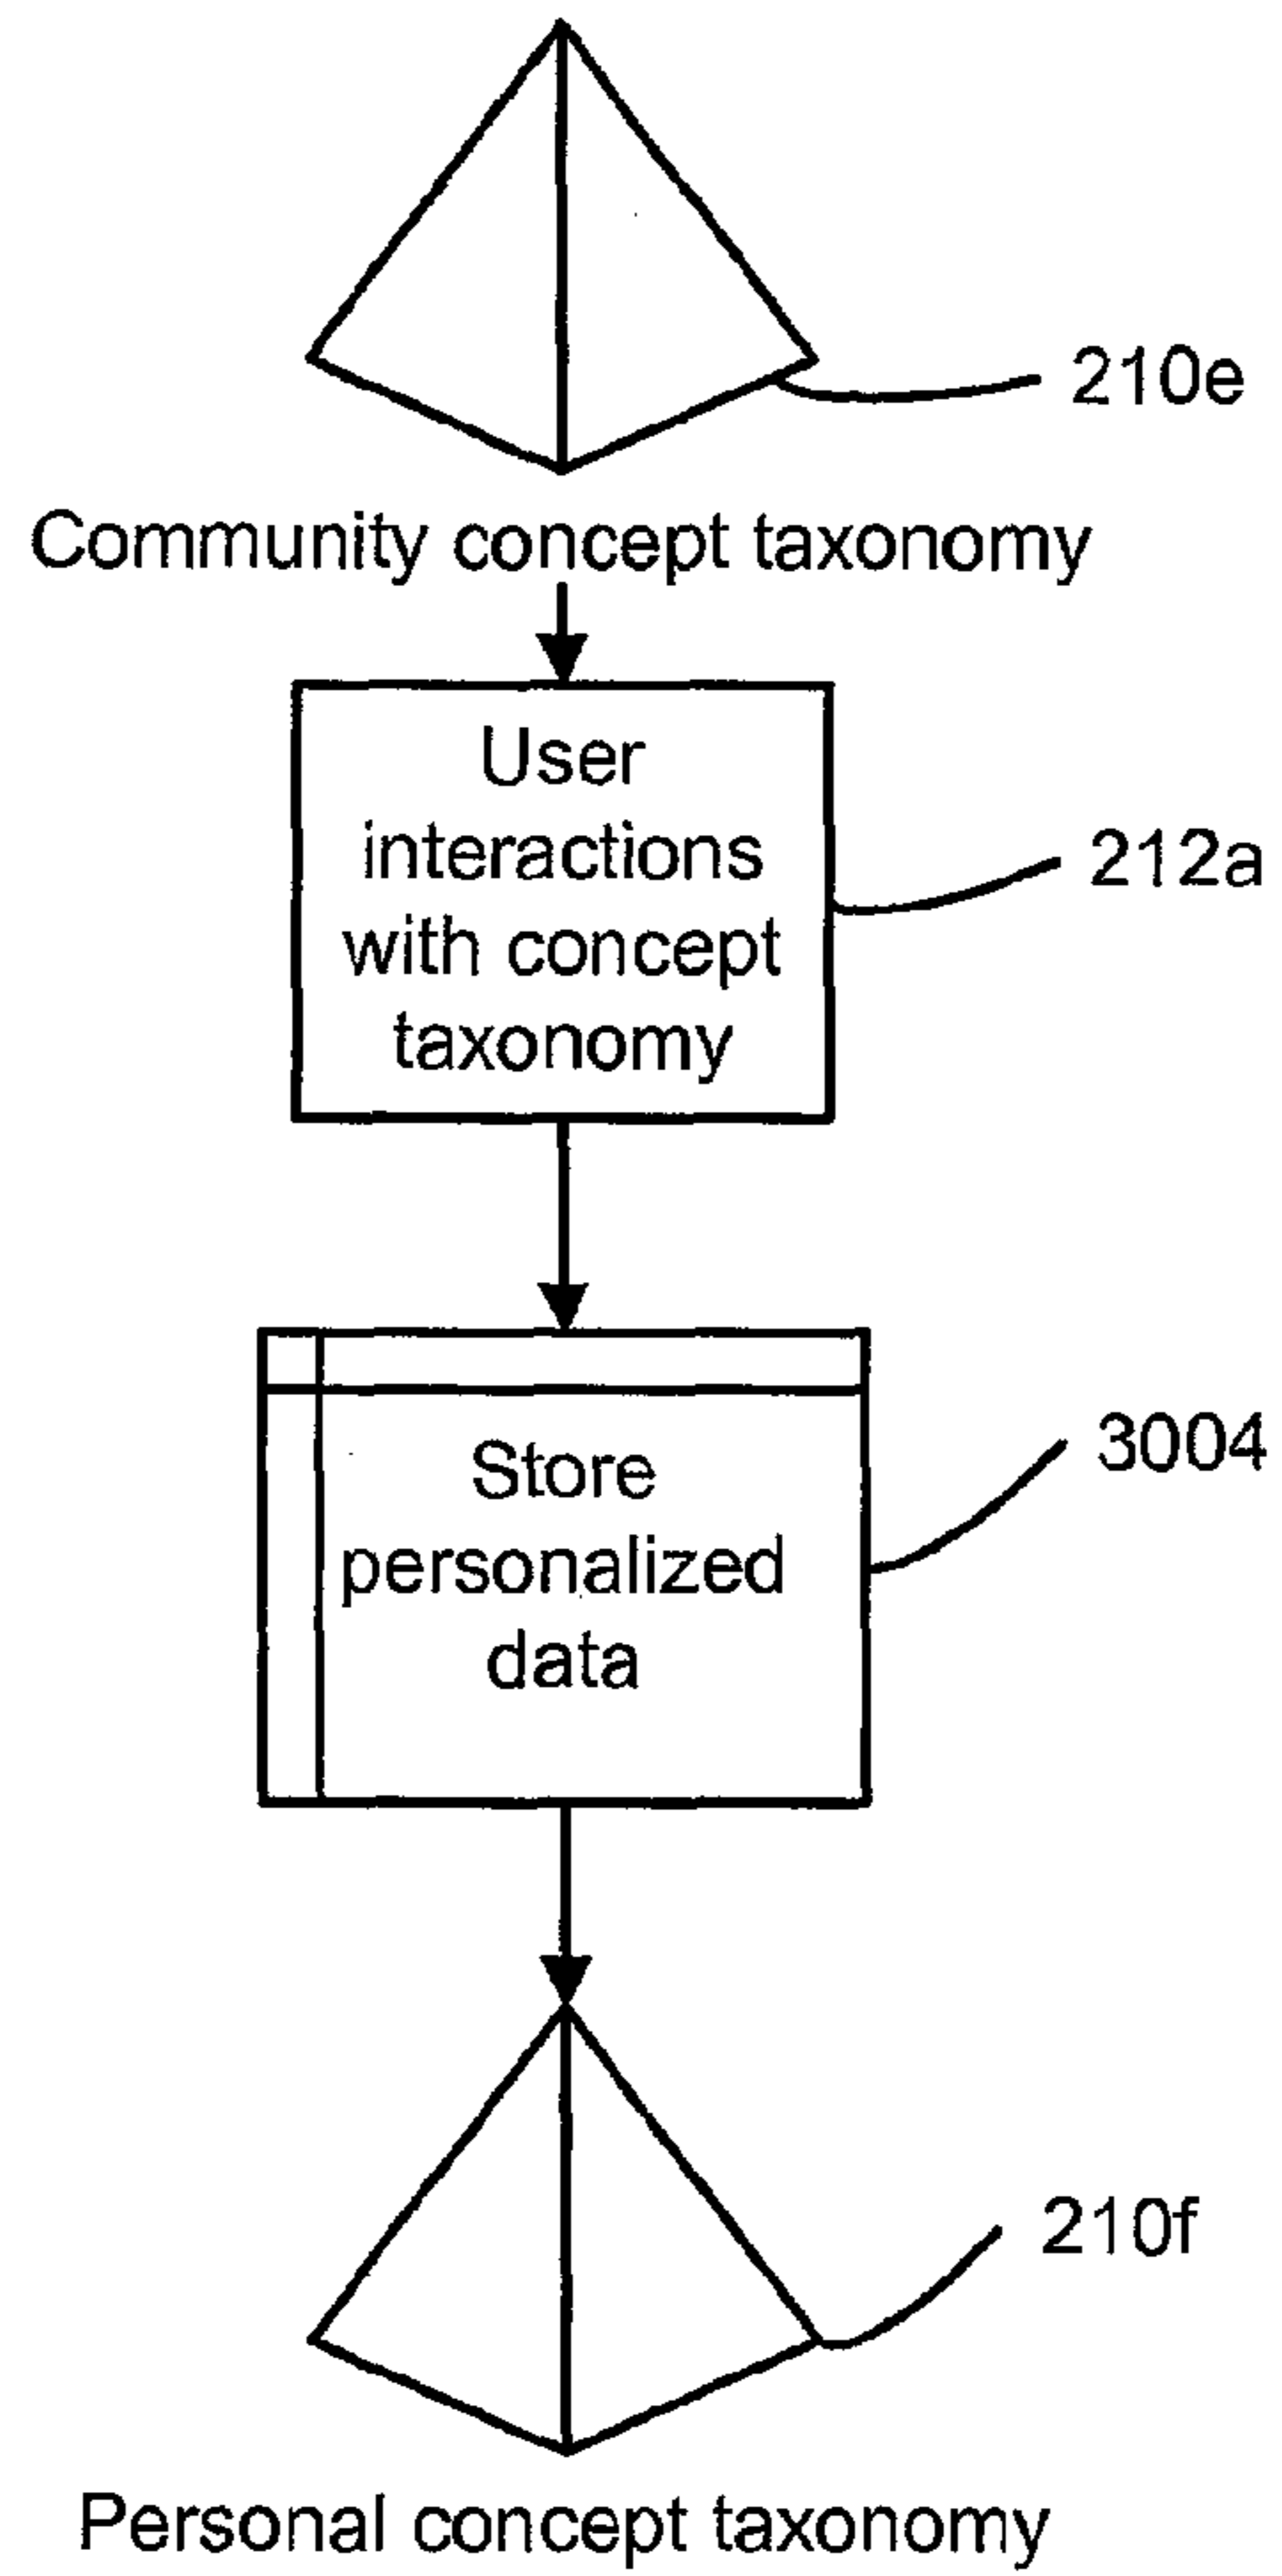 210e
Community concept taxonomy
User
interactions
with concept
taxonomy
212a
Store
personalized
data
3004
210f
Personal concept taxonomy